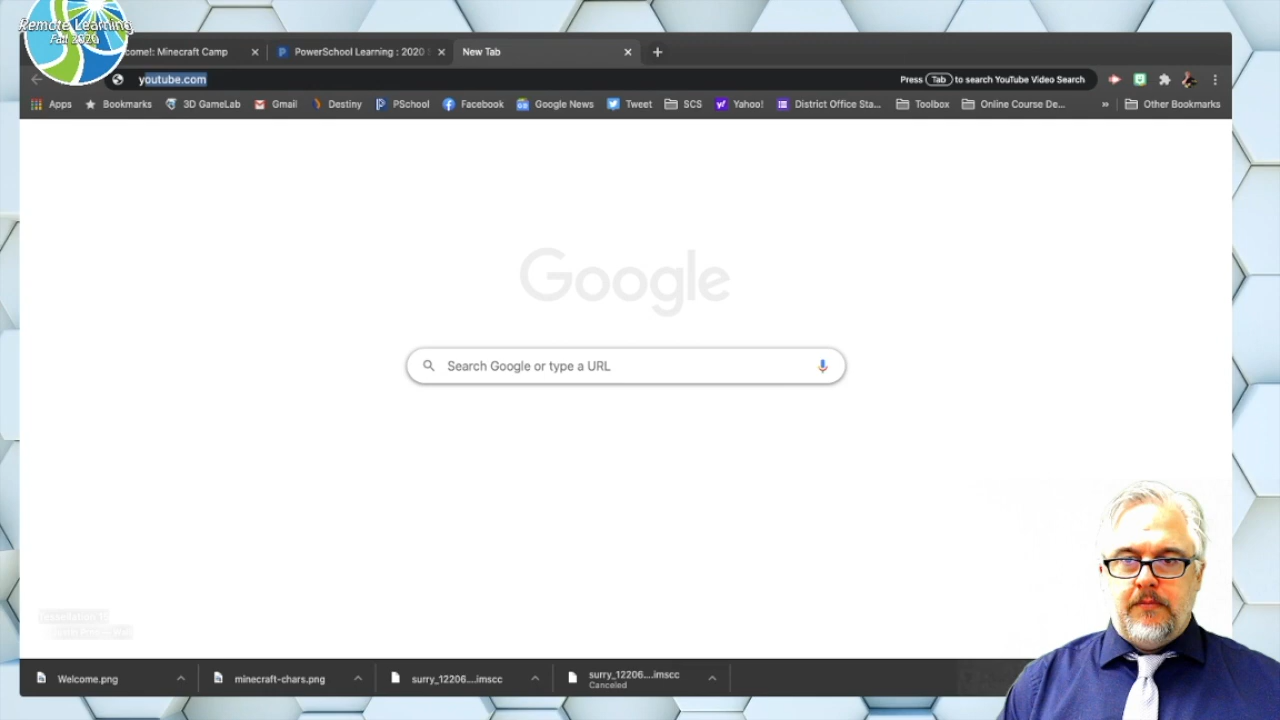 Remote Learning
Fall 2020
come!: Minecraft Camp
PowerSchool Learning : 2020
New Tab
youtube.com
Press Tab to search YouTube Video Search
Apps
Bookmarks
3D GameLab
Gmail
Destiny
PSchool
Facebook
Google News
Tweet
SCS
Yahoo!
District Office Sta...
Toolbox
Online Course De...
»
Other Bookmarks
Google
Search Google or type a URL
Welcome.png
minecraft-chars.png
surry_12206....imscc
surry_12206....imscc
Canceled